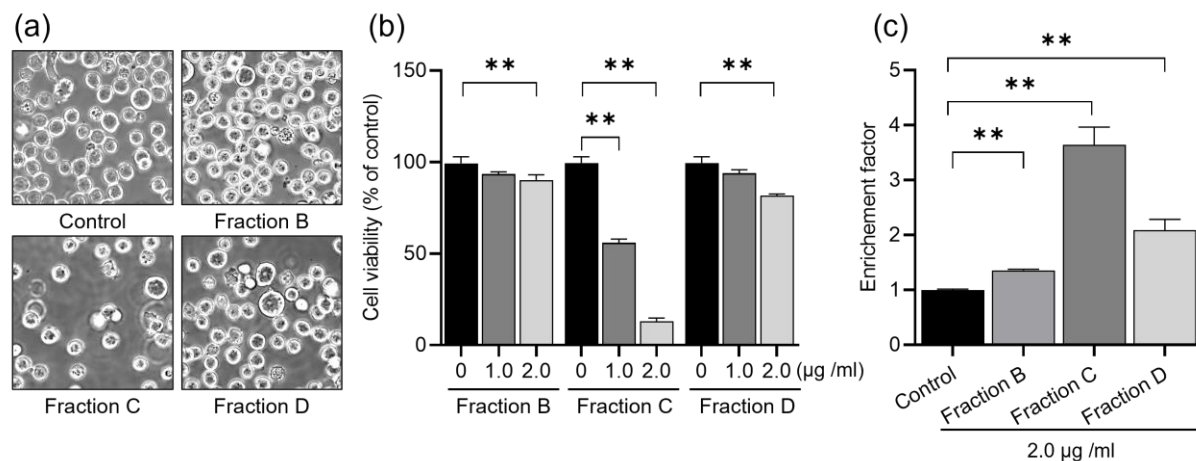 (a)
Control
Fraction B
Fraction C
Fraction D
(b)
Cell viability (% of control)
150
100
50
0
**
**
**
**
0 1.0 2.0 0 1.0 2.0 0 1.0 2.0 (µg /ml)
Fraction B Fraction C Fraction D
(c)
Enrichement factor
5
4
3
2
1
0
**
**
**
Control
Fraction B
Fraction C
Fraction D
2.0 µg /ml